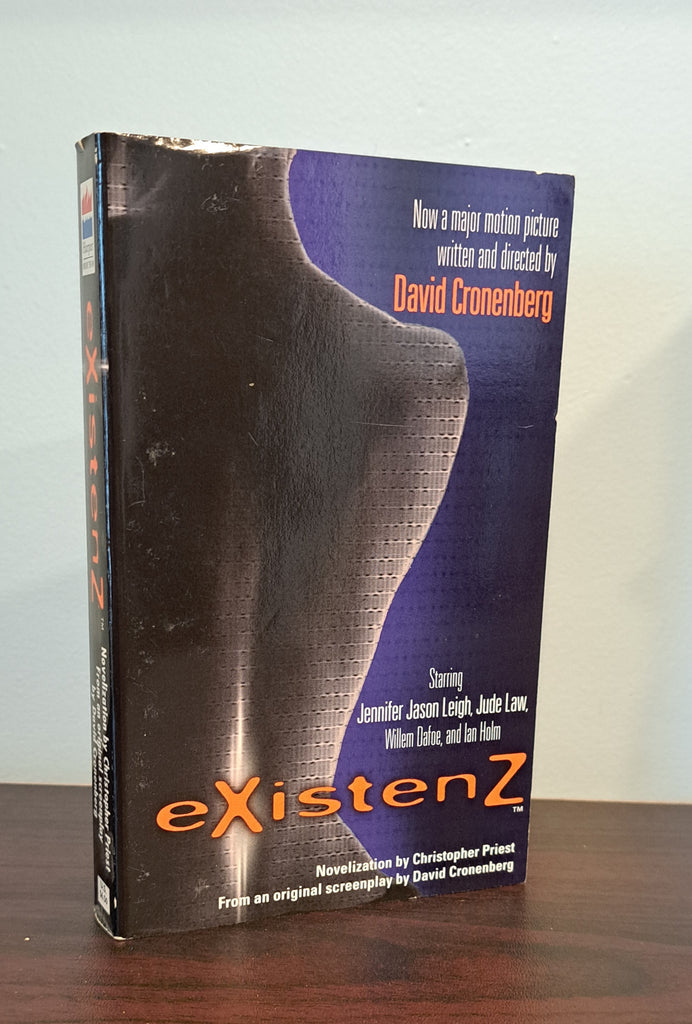 Now a major motion picture
written and directed by
David Cronenberg
Starring
Jennifer Jason Leigh, Jude Law,
Willem Dafoe, and Ian Holm
eXistenZ™
Novelization by Christopher Priest
From an original screenplay by David Cronenberg
eXistenZ™
Novelization by Christopher Priest
From an original screenplay
by David Cronenberg